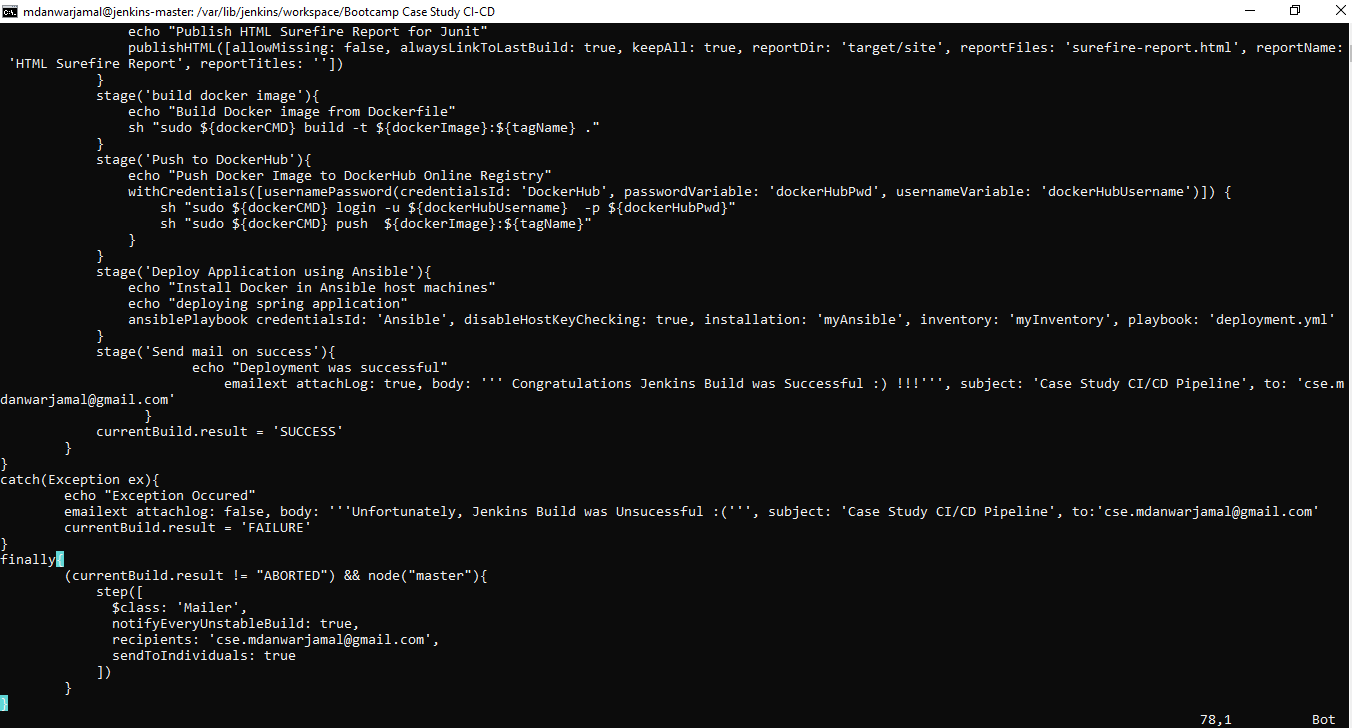 mdanwarjamal@jenkins-master: /var/lib/jenkins/workspace/Bootcamp Case Study CI-CD
                echo "Publish HTML Surefire Report for Junit"
                publishHTML([allowMissing: false, alwaysLinkToLastBuild: true, keepAll: true, reportDir: 'target/site', reportFiles: 'surefire-report.html', reportName:
 'HTML Surefire Report', reportTitles: ''])
            }
            stage('build docker image'){
                echo "Build Docker image from Dockerfile"
                sh "sudo ${dockerCMD} build -t ${dockerImage}:${tagName} ."
            }
            stage('Push to DockerHub'){
                echo "Push Docker Image to DockerHub Online Registry"
                withCredentials([usernamePassword(credentialsId: 'DockerHub', passwordVariable: 'dockerHubPwd', usernameVariable: 'dockerHubUsername')]) {
                    sh "sudo ${dockerCMD} login -u ${dockerHubUsername}  -p ${dockerHubPwd}"
                    sh "sudo ${dockerCMD} push  ${dockerImage}:${tagName}"
                }
            }
            stage('Deploy Application using Ansible'){
                echo "Install Docker in Ansible host machines"
                echo "deploying spring application"
                ansiblePlaybook credentialsId: 'Ansible', disableHostKeyChecking: true, installation: 'myAnsible', inventory: 'myInventory', playbook: 'deployment.yml'
            }
            stage('Send mail on success'){
                        echo "Deployment was successful"
                            emailext attachLog: true, body: ''' Congratulations Jenkins Build was Successful :) !!!''', subject: 'Case Study CI/CD Pipeline', to: 'cse.m
danwarjamal@gmail.com'
                  }
            currentBuild.result = 'SUCCESS'
        }
}
catch(Exception ex){
        echo "Exception Occured"
        emailext attachlog: false, body: '''Unfortunately, Jenkins Build was Unsucessful :(''', subject: 'Case Study CI/CD Pipeline', to:'cse.mdanwarjamal@gmail.com'
        currentBuild.result = 'FAILURE'
}
finally{
        (currentBuild.result != "ABORTED") && node("master"){
            step([
              $class: 'Mailer',
              notifyEveryUnstableBuild: true,
              recipients: 'cse.mdanwarjamal@gmail.com',
              sendToIndividuals: true
            ])
        }
}
78,1          Bot